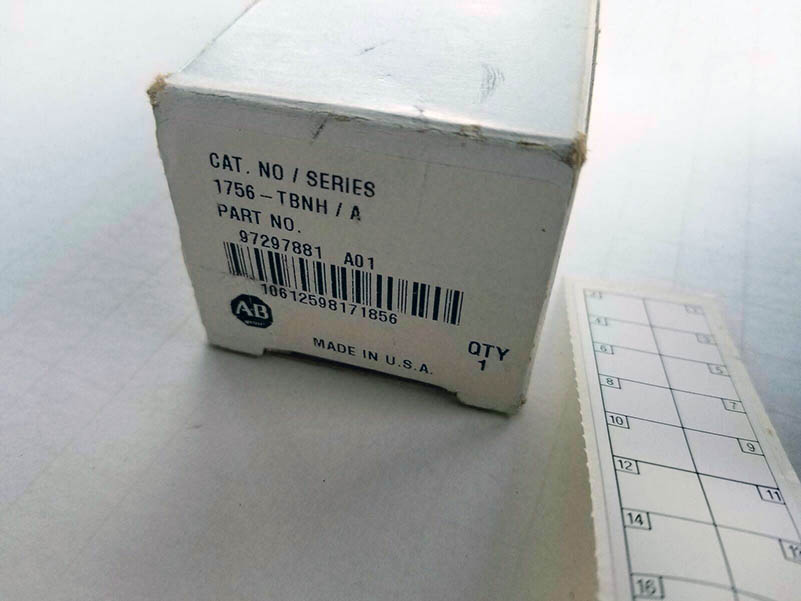 CAT. NO / SERIES
1756-TBNH / A
PART NO.
97297881 A01
10612598171856
AB
MADE IN U.S.A.
QTY
1
2 1
4 3
6 5
8 7
10 9
12 11
14
16